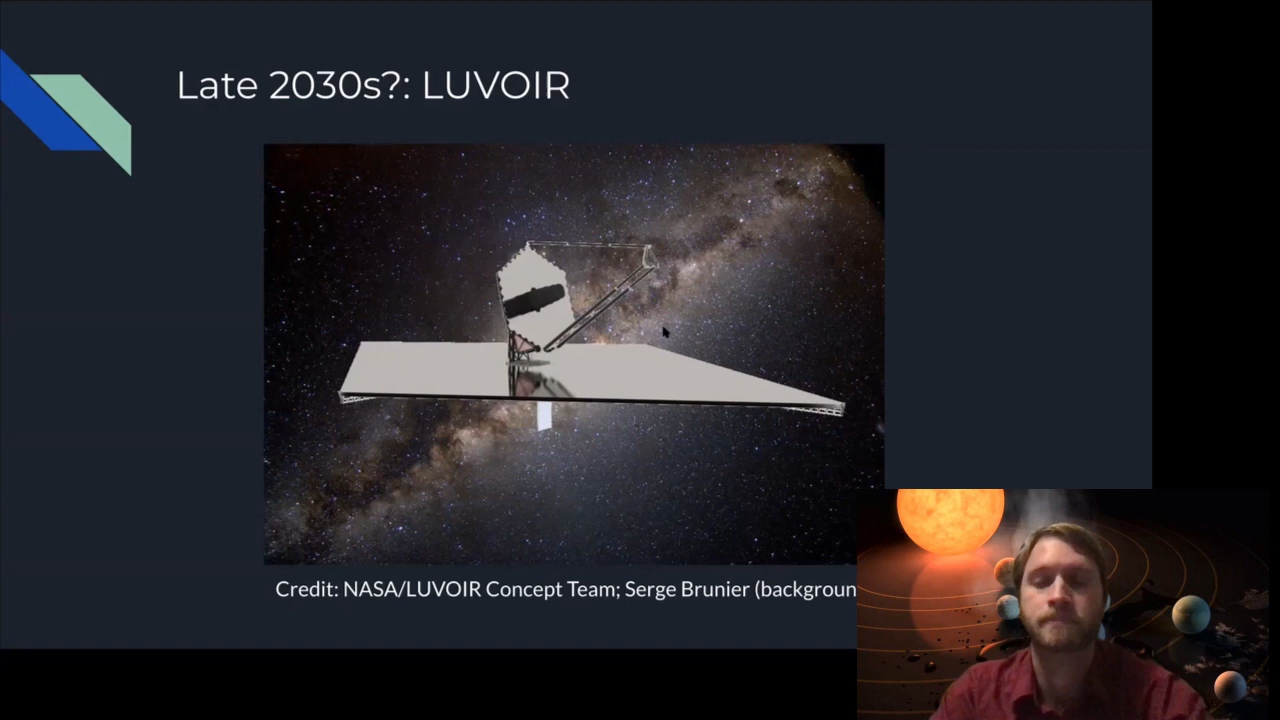 Late 2030s?: LUVOIR
Credit: NASA/LUVOIR Concept Team; Serge Brunier (backgroun